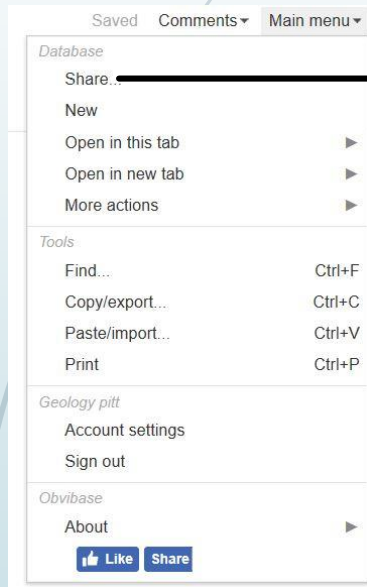 Saved Comments Main menu
Database
Share...
New
Open in this tab
Open in new tab
More actions
Tools
Find... Ctrl+F
Copy/export... Ctrl+C
Paste/import... Ctrl+V
Print Ctrl+P
Geology pitt
Account settings
Sign out
Obvibase
About
Like Share